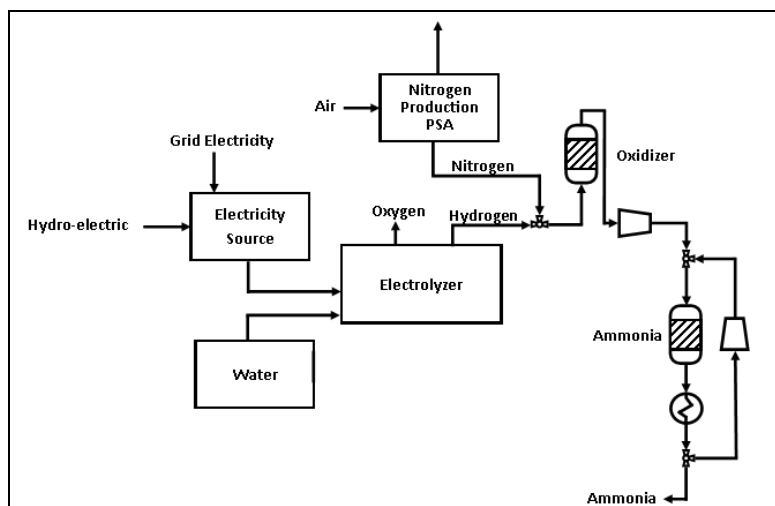 Nitrogen
Production
PSA
Air
Oxidizer
Grid Electricity
Nitrogen
Oxygen
Hydrogen
Hydro-electric
Electricity
Source
Electrolyzer
Ammonia
Water
Ammonia